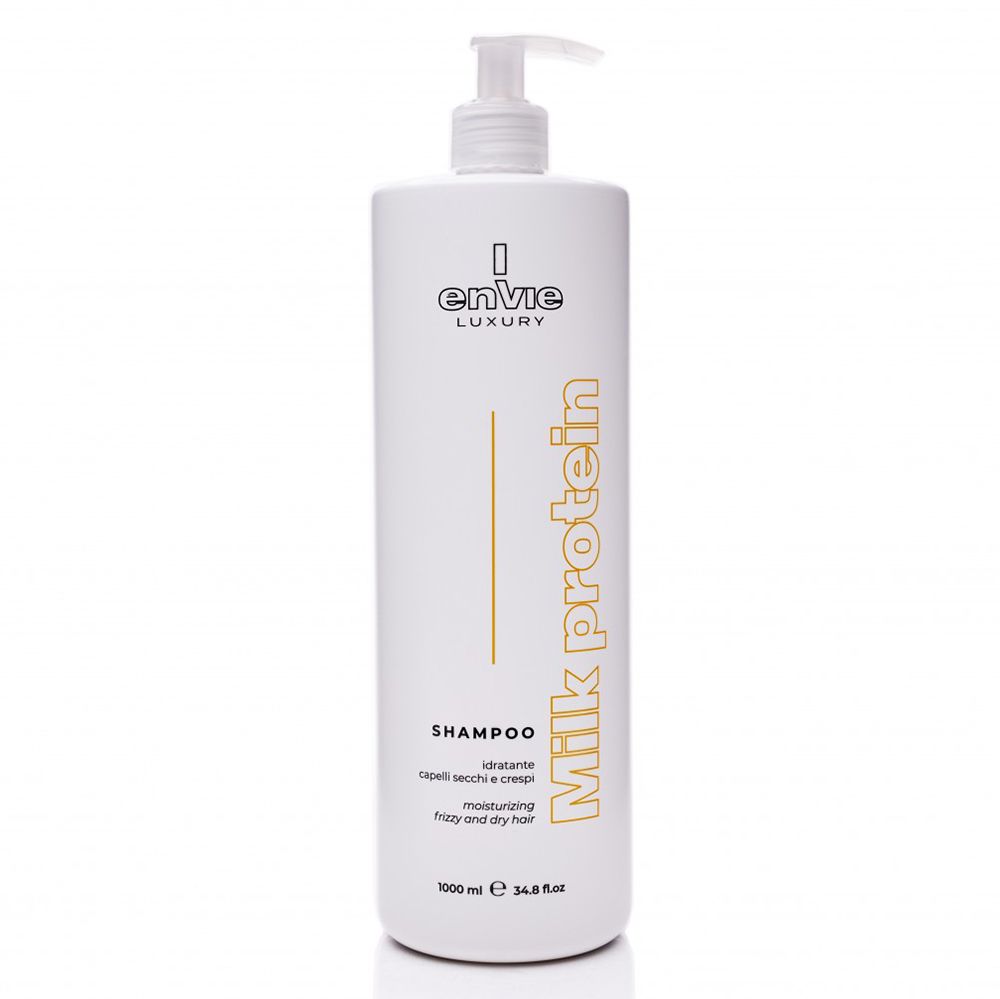 envie
LUXURY
Milk protein
SHAMPOO
idratante
capelli secchi e crespi
moisturizing
frizzy and dry hair
1000 ml ℮ 34.8 fl.oz